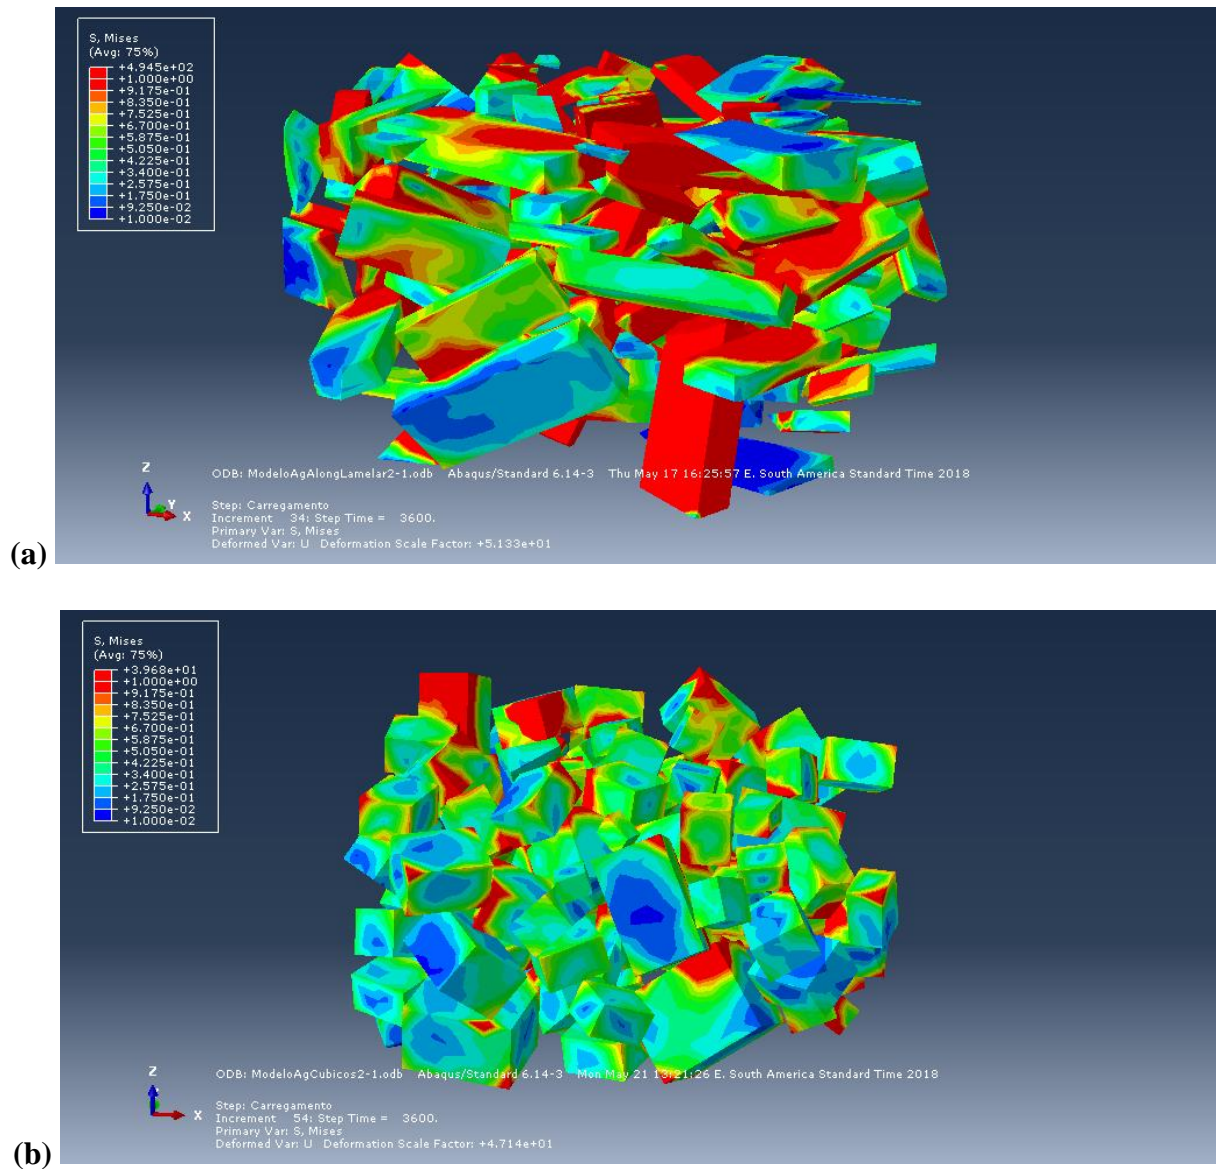 S, Mises
(Avg: 75%)
+4.945e+02
+1.000e+00
+9.175e-01
+8.350e-01
+7.525e-01
+6.700e-01
+5.875e-01
+5.050e-01
+4.225e-01
+3.400e-01
+2.575e-01
+1.750e-01
+9.250e-02
+1.000e-02
Z
Y
X
ODB: ModeloAgAlongLamelar2-1.odb Abaqus/Standard 6.14-3 Thu May 17 16:25:57 E. South America Standard Time 2018
Step: Carregamento
Increment 34: Step Time = 3600.
Primary Var: S, Mises
Deformed Var: U Deformation Scale Factor: +5.133e+01
(a)
S, Mises
(Avg: 75%)
+3.968e+01
+1.000e+00
+9.175e-01
+8.350e-01
+7.525e-01
+6.700e-01
+5.875e-01
+5.050e-01
+4.225e-01
+3.400e-01
+2.575e-01
+1.750e-01
+9.250e-02
+1.000e-02
Z
X
ODB: ModeloAgCubicos2-1.odb Abaqus/Standard 6.14-3 Mon May 21 13:21:26 E. South America Standard Time 2018
Step: Carregamento
Increment 54: Step Time = 3600.
Primary Var: S, Mises
Deformed Var: U Deformation Scale Factor: +4.714e+01
(b)